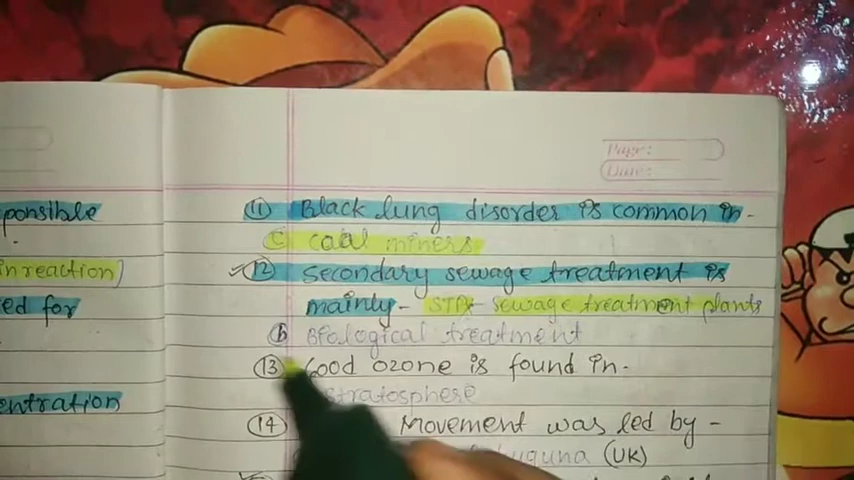 Page:
Date:
ponsible
in reaction
ed for
entration
11 Black lung disorder is common in -
c coal miners
12 secondary sewage treatment is
mainly - STPs - sewage treatment plants
b Biological treatment
13 Good ozone is found in.
stratosphere
14 Movement was led by -
(UK)